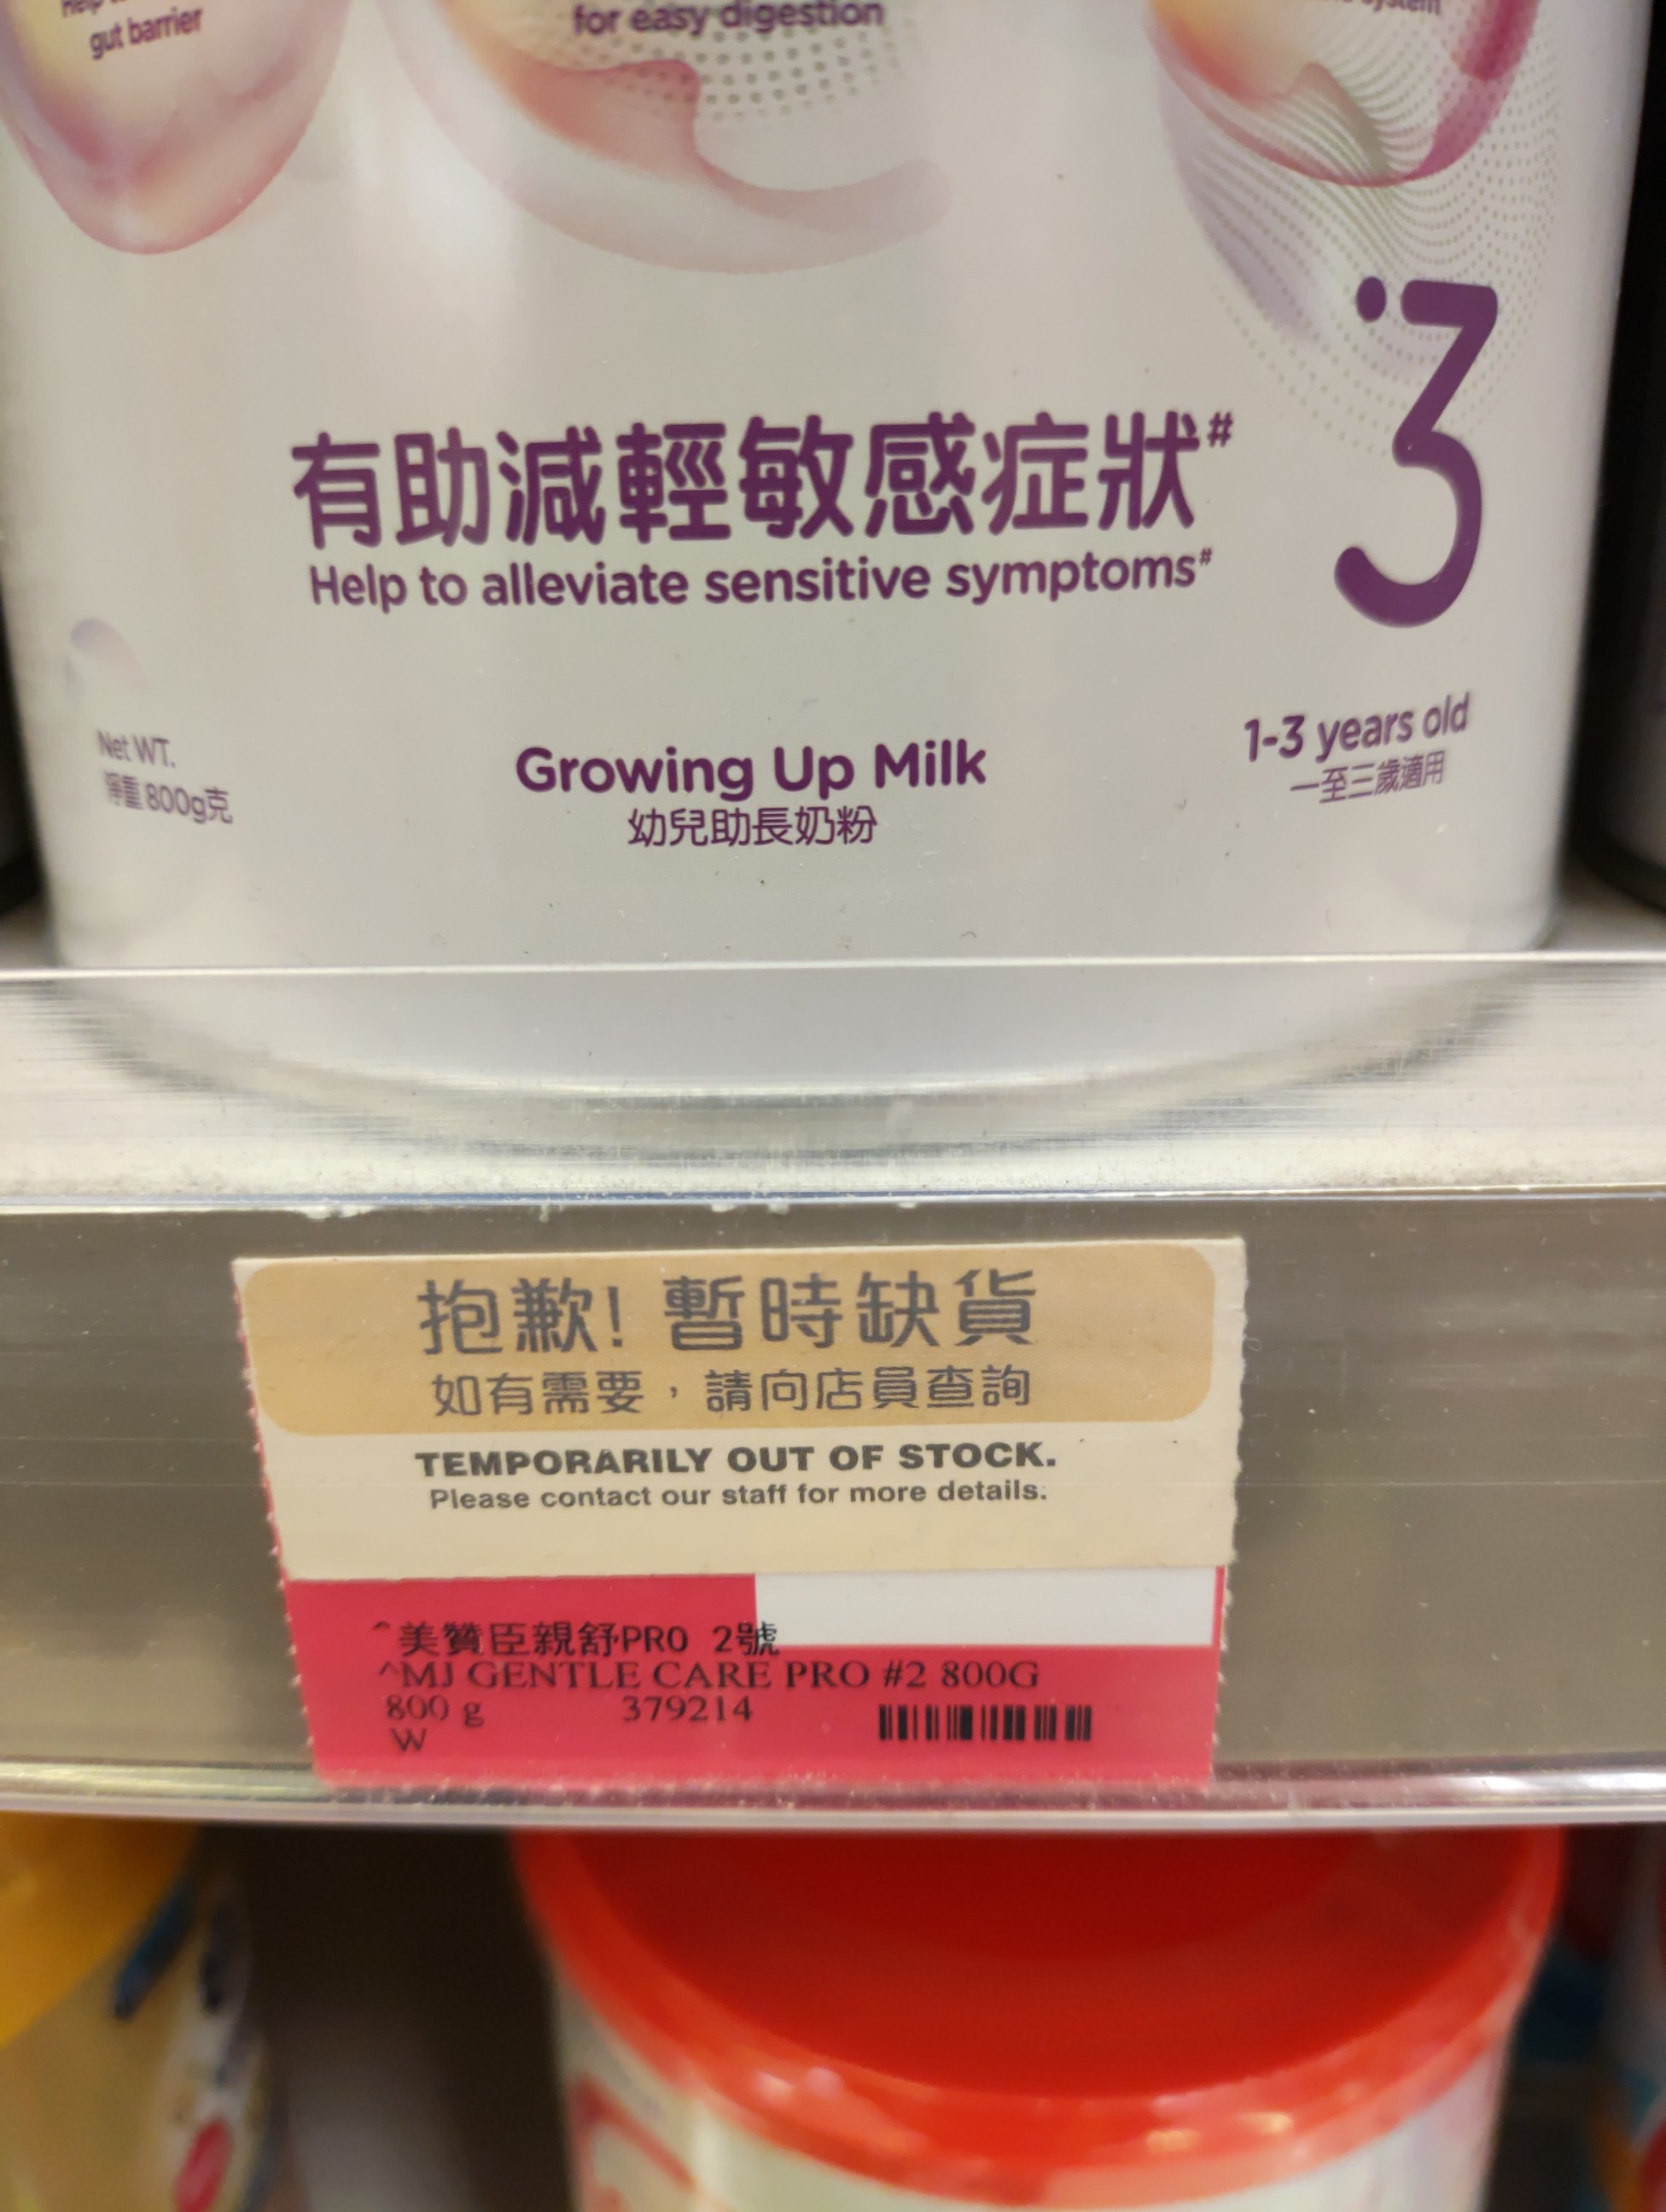 gut barrier
for easy digestion
system
3
有助減輕敏感症狀#
Help to alleviate sensitive symptoms#
Net WT.
淨重 800g克
Growing Up Milk
幼兒助長奶粉
1-3 years old
一至三歲適用
抱歉! 暫時缺貨
如有需要，請向店員查詢
TEMPORARILY OUT OF STOCK.
Please contact our staff for more details.
^美贊臣親舒PRO 2號
^MJ GENTLE CARE PRO #2 800G
800 g 379214
W